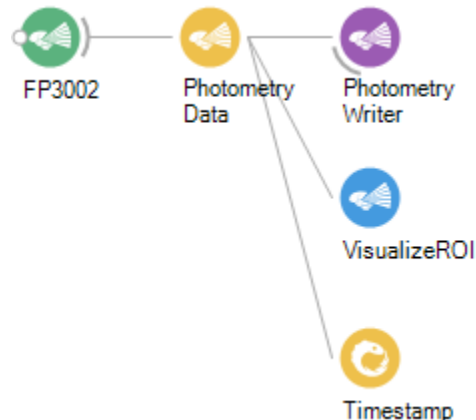 FP3002
Photometry
Data
Photometry
Writer
VisualizeROI
Timestamp